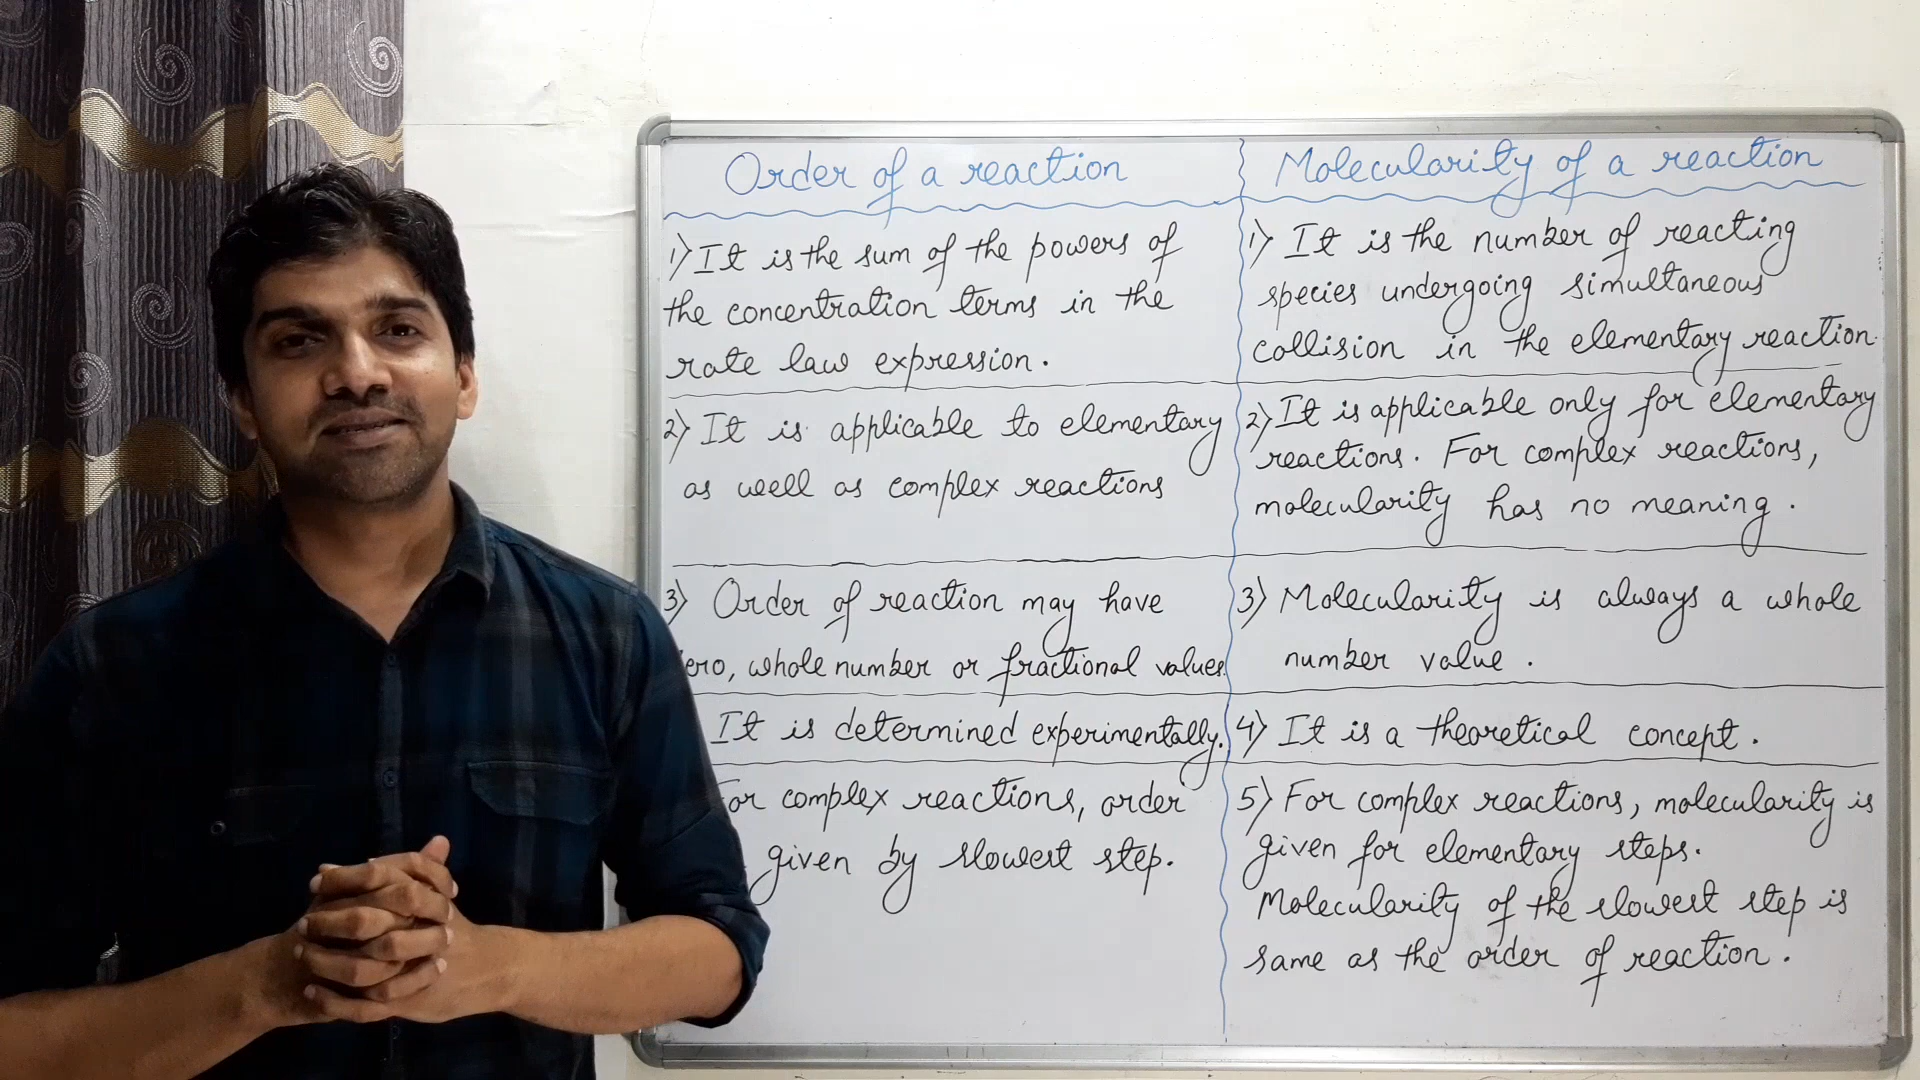 Order of a reaction
1) It is the sum of the powers of
the concentration terms in the
rate law expression.
2) It is applicable to elementary
as well as complex reactions
3) Order of reaction may have
ero, whole number or fractional values.
It is determined experimentally.
or complex reactions, order
given by slowest step.
Molecularity of a reaction
1) It is the number of reacting
species undergoing simultaneous
collision in the elementary reaction.
2) It is applicable only for elementary
reactions. For complex reactions,
molecularity has no meaning.
3) Molecularity is always a whole
number value.
4) It is a theoretical concept.
5) For complex reactions, molecularity is
given for elementary steps.
Molecularity of the slowest step is
same as the order of reaction.